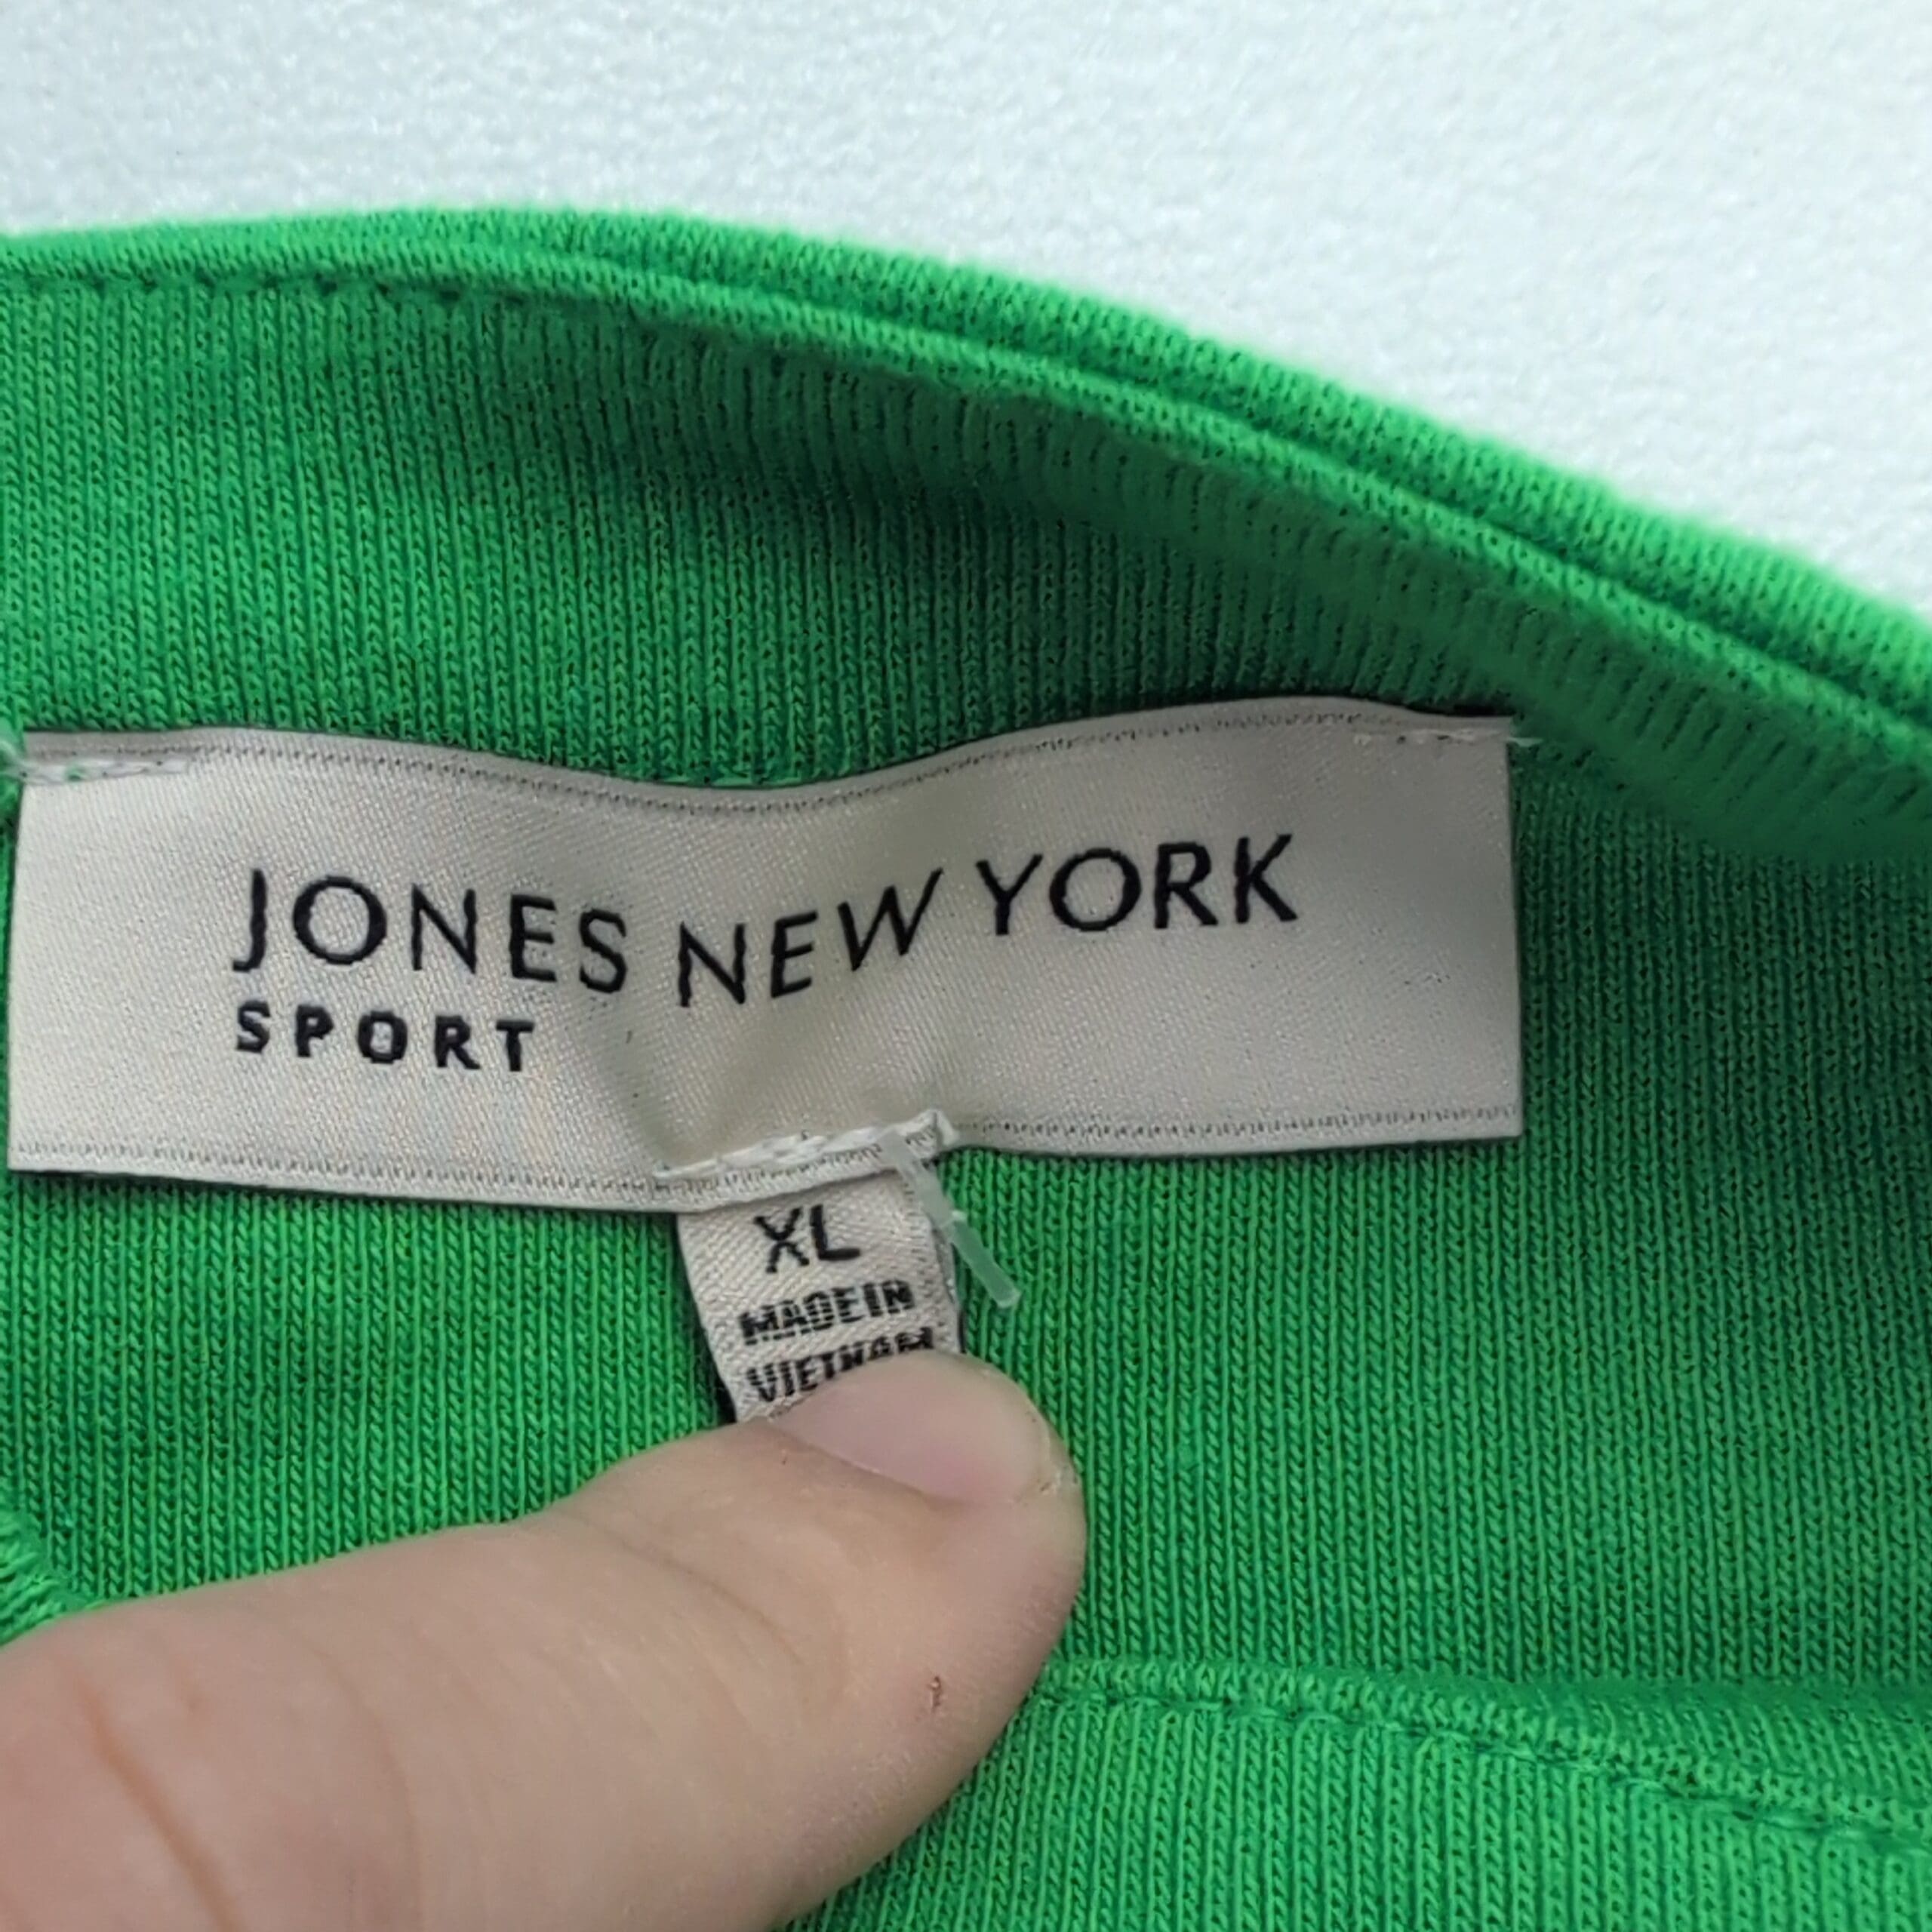 JONES NEW YORK
SPORT
XL
MADE IN
VIETNAM